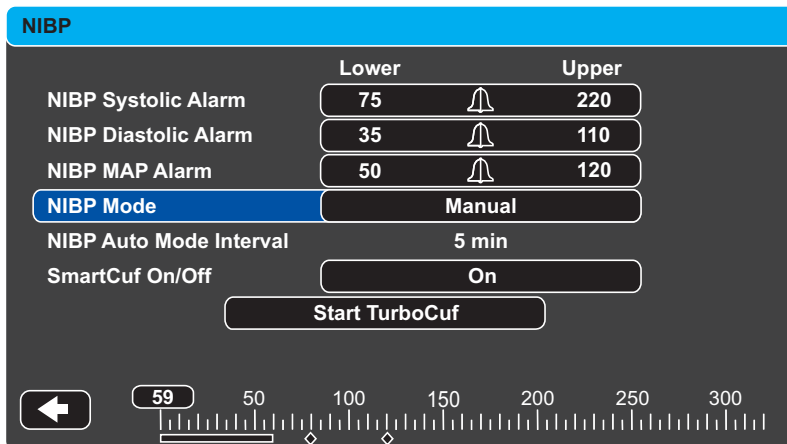 NIBP
Lower Upper
NIBP Systolic Alarm 75 220
NIBP Diastolic Alarm 35 110
NIBP MAP Alarm 50 120
NIBP Mode Manual
NIBP Auto Mode Interval 5 min
SmartCuf On/Off On
Start TurboCuf
59 50 100 150 200 250 300